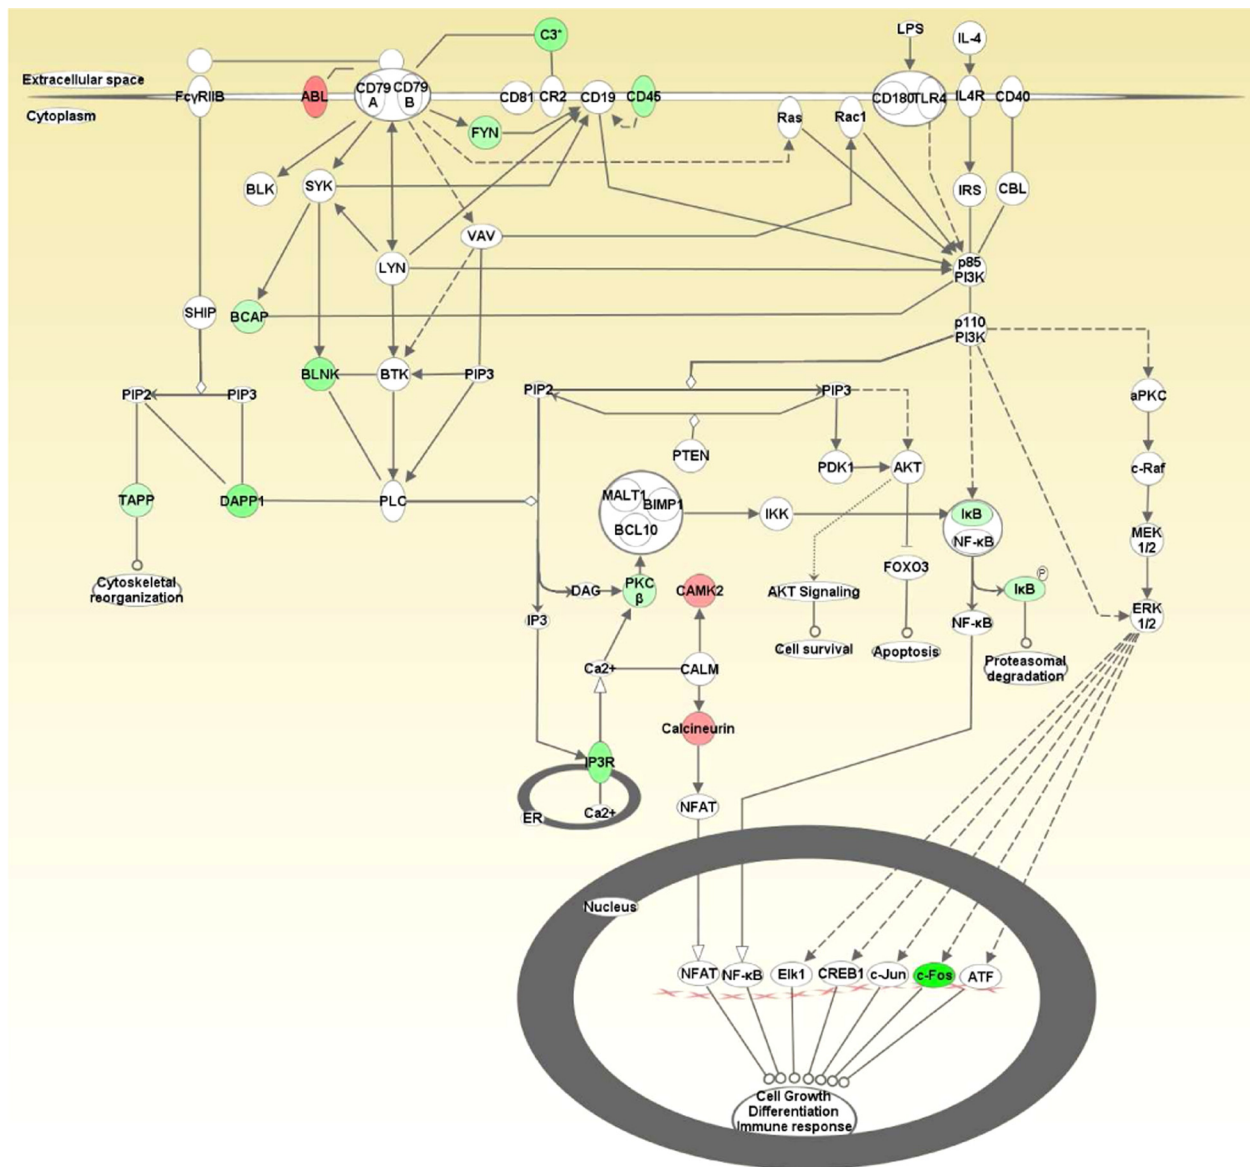 C3*
LPS
IL-4
Extracellular space
FcγRIIB
ABL
CD79
A
CD79
B
CD81
CR2
CD19
CD45
CD180
TLR4
IL4R
CD40
Cytoplasm
FYN
Ras
Rac1
BLK
SYK
IRS
CBL
VAV
LYN
p85
PI3K
SHIP
BCAP
p110
PI3K
BLNK
BTK
PIP3
PIP2
PIP3
PIP2
PIP3
aPKC
PTEN
PDK1
AKT
c-Raf
TAPP
DAPP1
PLC
MALT1
BIMP1
BCL10
IKK
IκB
NF-κB
MEK
1/2
Cytoskeletal
reorganization
DAG
PKC
β
CAMK2
AKT Signaling
FOXO3
P
IκB
IP3
NF-κB
ERK
1/2
Cell survival
Apoptosis
Proteasomal
degradation
Ca2+
CALM
Calcineurin
IP3R
Ca2+
ER
NFAT
Nucleus
NFAT
NF-κB
Elk1
CREB1
c-Jun
c-Fos
ATF
Cell Growth
Differentiation
Immune response